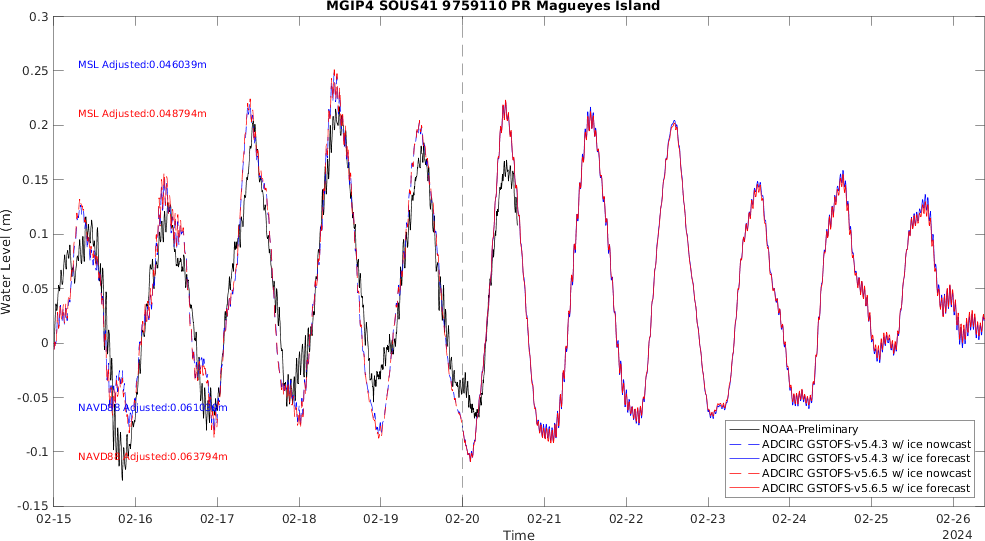 MGIP4 SOUS41 9759110 PR Magueyes Island
0.3
0.25
0.2
0.15
0.1
0.05
0
-0.05
-0.1
-0.15
Water Level (m)
MSL Adjusted:0.046039m
MSL Adjusted:0.048794m
NAVD88 Adjusted:0.061039m
NAVD88 Adjusted:0.063794m
NOAA-Preliminary
ADCIRC GSTOFS-v5.4.3 w/ ice nowcast
ADCIRC GSTOFS-v5.4.3 w/ ice forecast
ADCIRC GSTOFS-v5.6.5 w/ ice nowcast
ADCIRC GSTOFS-v5.6.5 w/ ice forecast
02-15 02-16 02-17 02-18 02-19 02-20 02-21 02-22 02-23 02-24 02-25 02-26
Time
2024